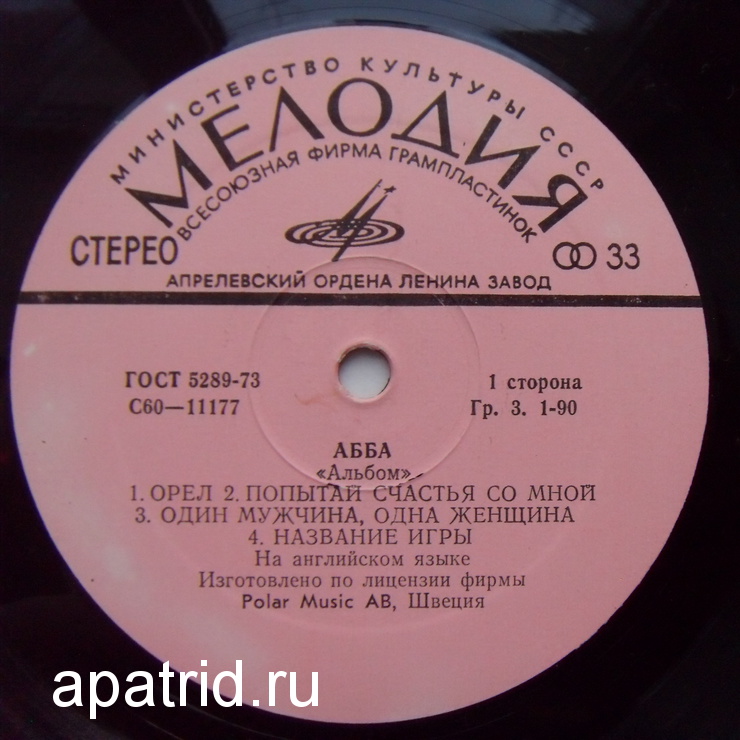 МИНИСТЕРСТВО КУЛЬТУРЫ СССР
МЕЛОДИЯ
ВСЕСОЮЗНАЯ ФИРМА ГРАМПЛАСТИНОК
СТЕРЕО
33
АПРЕЛЕВСКИЙ ОРДЕНА ЛЕНИНА ЗАВОД
ГОСТ 5289-73
1 сторона
С60—11177
Гр. 3. 1-90
АББА
«Альбом»
1. ОРЕЛ 2. ПОПЫТАЙ СЧАСТЬЯ СО МНОЙ
3. ОДИН МУЖЧИНА, ОДНА ЖЕНЩИНА
4. НАЗВАНИЕ ИГРЫ
На английском языке
Изготовлено по лицензии фирмы
Polar Music AB, Швеция
apatrid.ru